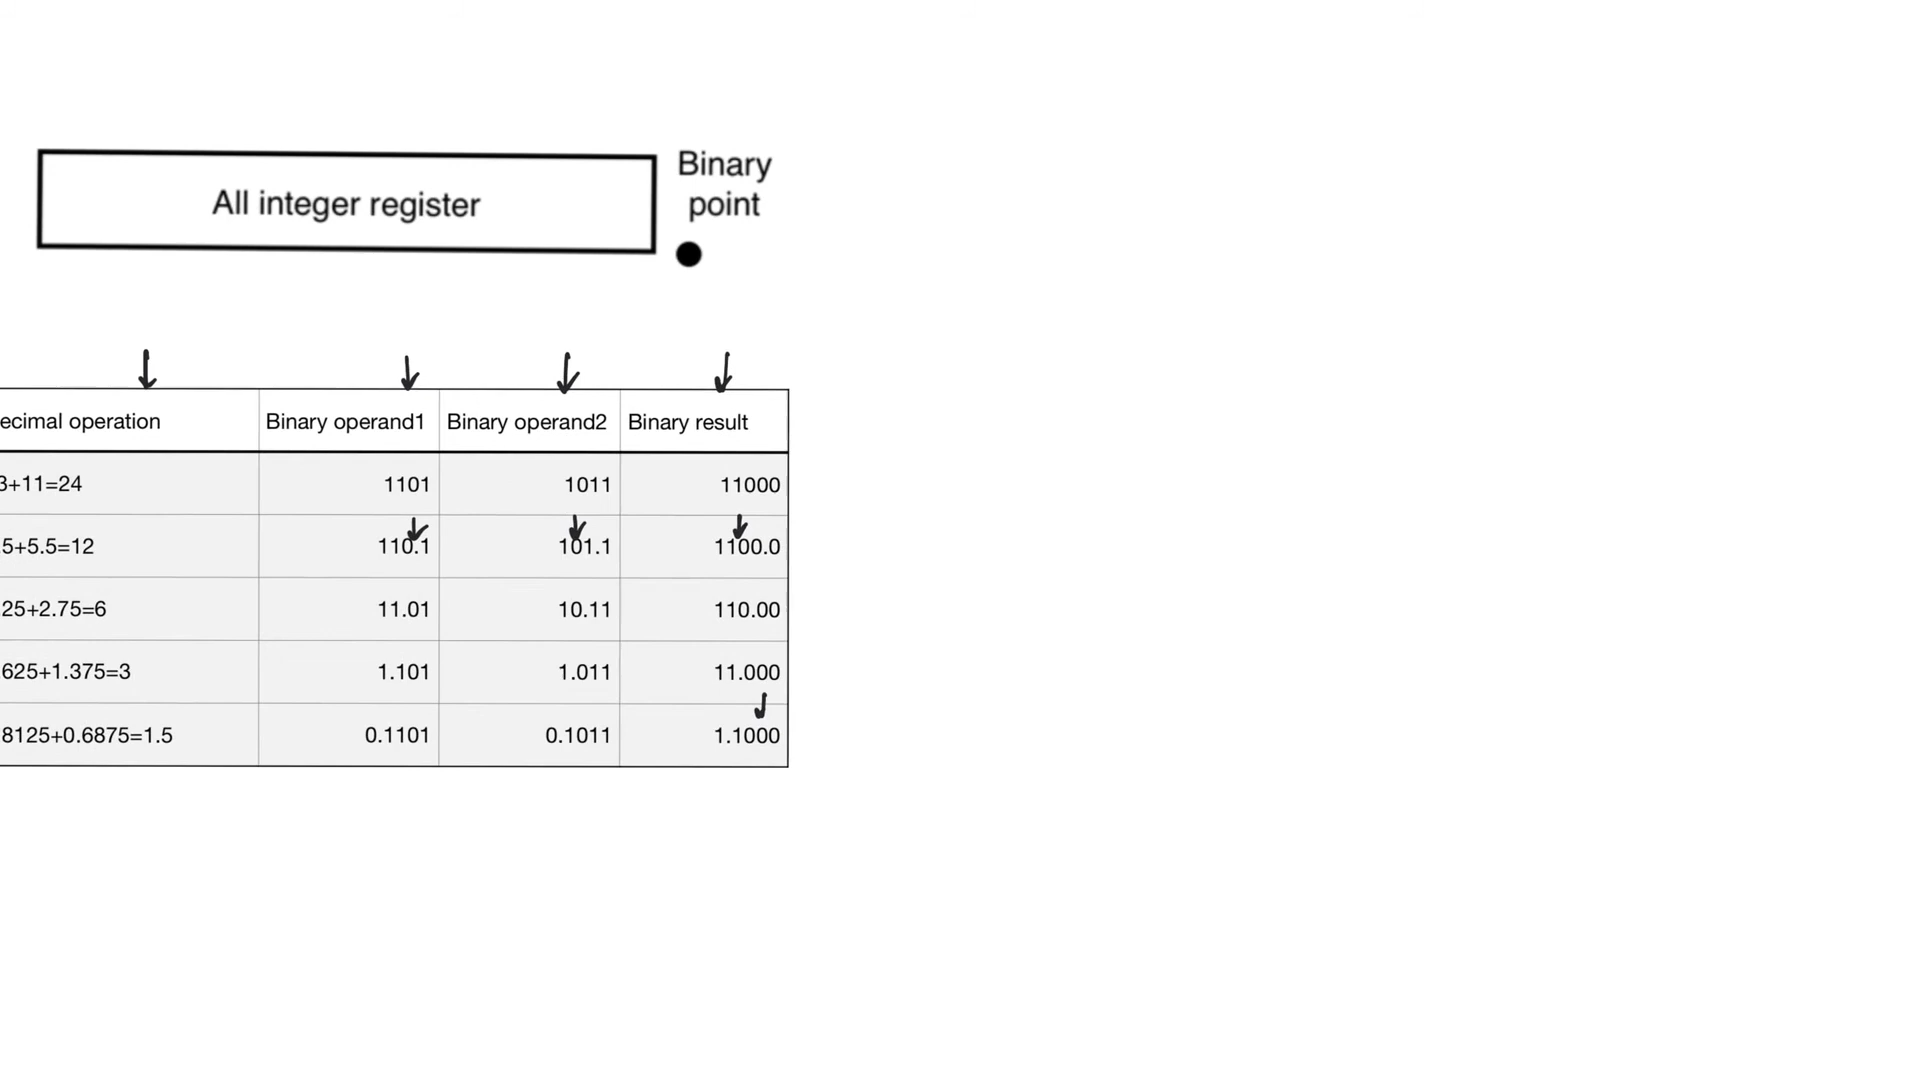 Binary
point
All integer register
ecimal operation Binary operand1 Binary operand2 Binary result
3+11=24 1101 1011 11000
.5+5.5=12 110.1 101.1 1100.0
.25+2.75=6 11.01 10.11 110.00
.625+1.375=3 1.101 1.011 11.000
8125+0.6875=1.5 0.1101 0.1011 1.1000